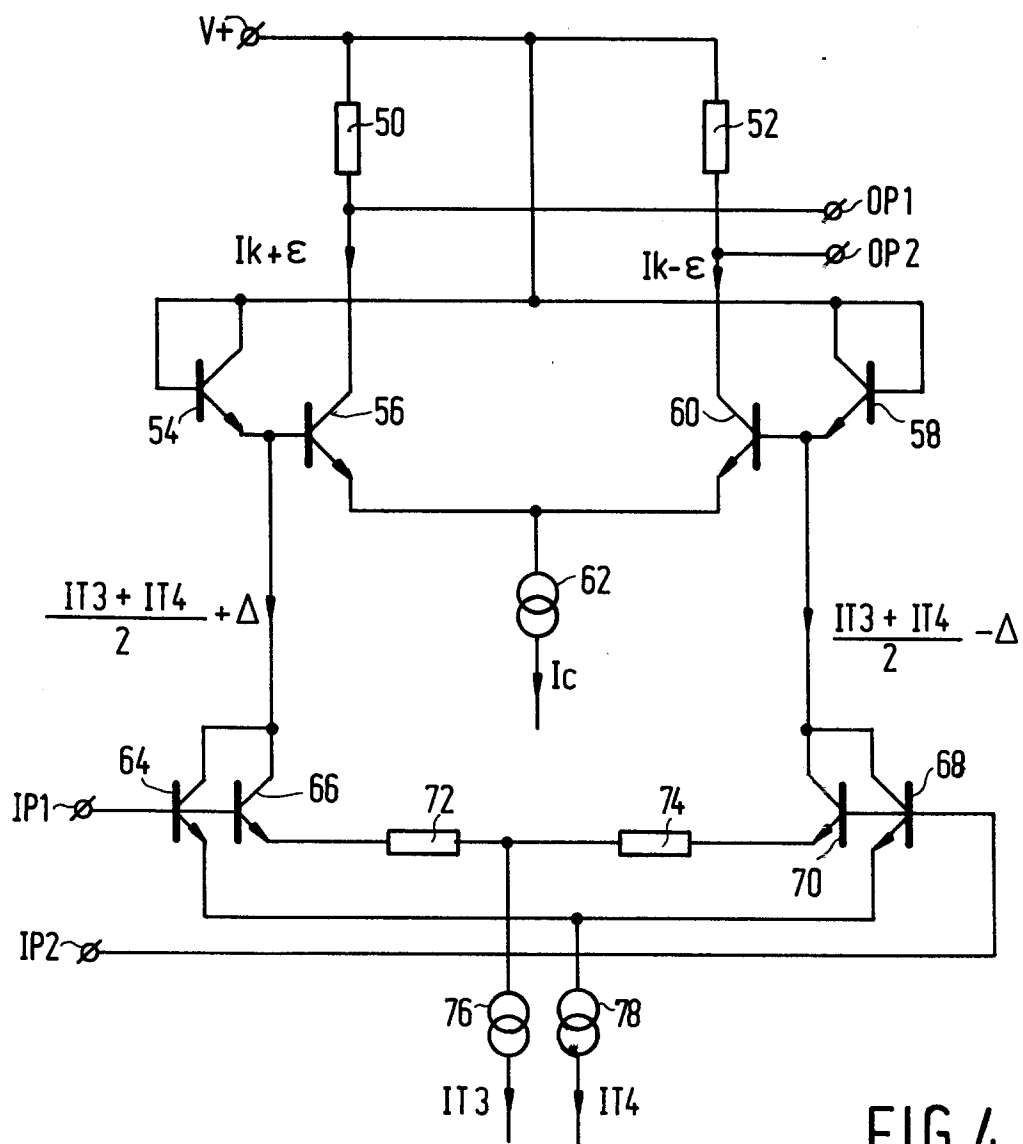 V+
50
52
OP1
OP2
Ik+ε
Ik-ε
54
56
60
58
62
IT3 + IT4
2
+Δ
IT3 + IT4
2
-Δ
Ic
64
66
68
IP1
72
74
70
IP2
76
78
IT3
IT4
FIG.4